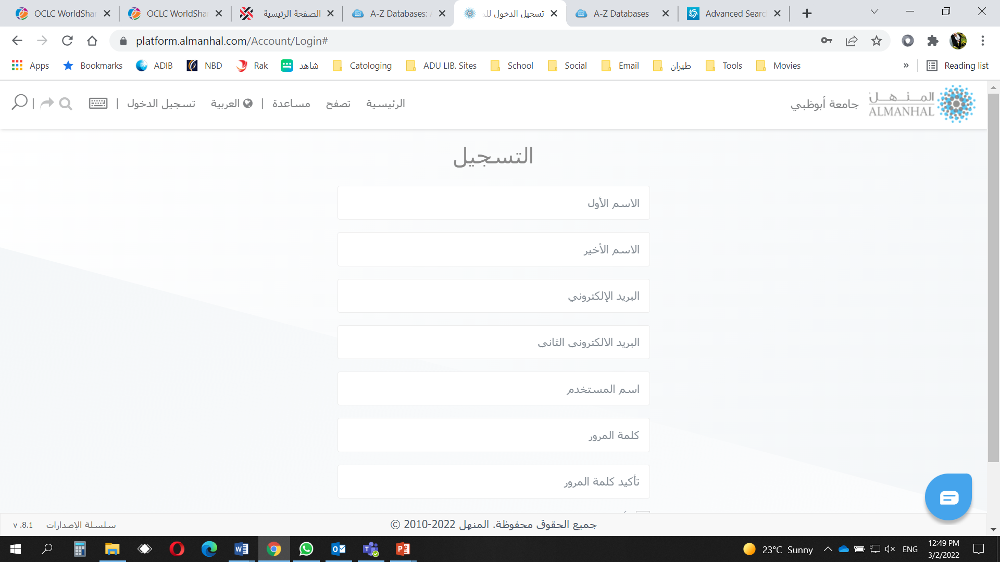 OCLC WorldShar
OCLC WorldShar
الصفحة الرئيسية
A-Z Databases: A
تسجيل الدخول للم
A-Z Databases
Advanced Searc
platform.almanhal.com/Account/Login#
Apps
Bookmarks
ADIB
NBD
Rak
شاهد
Catologing
ADU LIB. Sites
School
Social
Email
طيران
Tools
Movies
»
Reading list
المنهل
ALMANHAL
جامعة أبوظبي
الرئيسية
تصفح
مساعدة
|
العربية
تسجيل الدخول
|
|
التسجيل
الاسم الأول
الاسم الأخير
البريد الإلكتروني
البريد الالكتروني الثاني
اسم المستخدم
كلمة المرور
تأكيد كلمة المرور
جميع الحقوق محفوظة. المنهل 2022-2010 ©
سلسلة الإصدارات
v .8.1
23°C Sunny
ENG
12:49 PM
3/2/2022